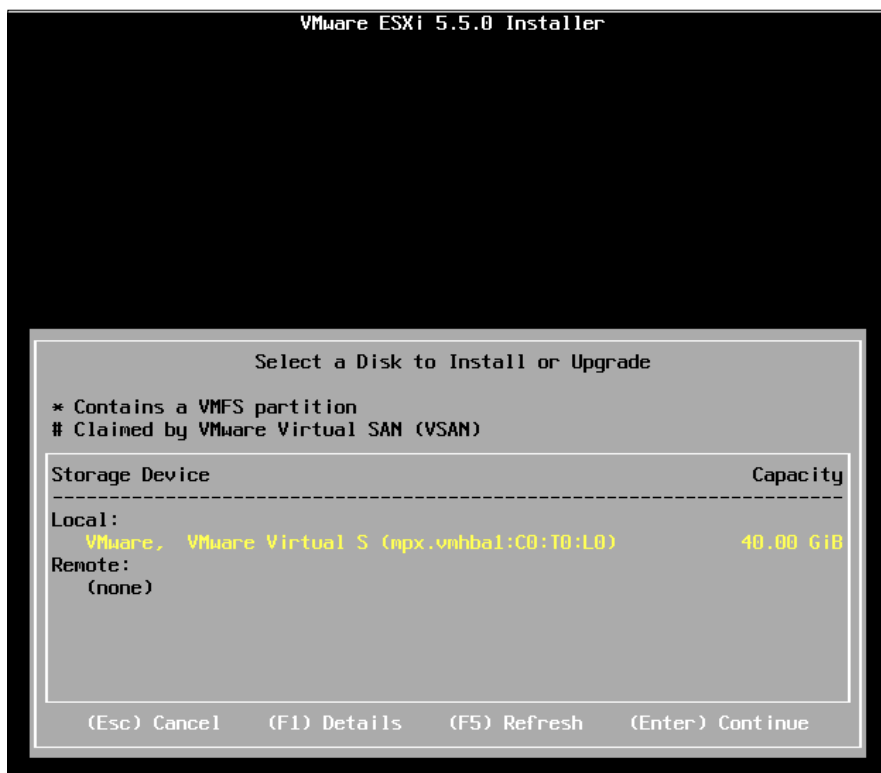 VMware ESXi 5.5.0 Installer
Select a Disk to Install or Upgrade
* Contains a VMFS partition
# Claimed by VMware Virtual SAN (VSAN)
Storage Device Capacity
--------------------------------------------------------------------
Local:
VMware,  VMware Virtual S (mpx.vmhba1:C0:T0:L0) 40.00 GiB
Remote:
(none)
(Esc) Cancel (F1) Details (F5) Refresh (Enter) Continue